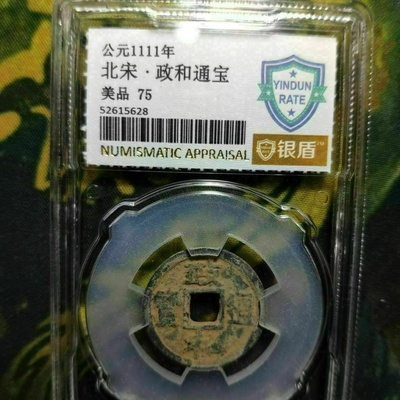 公元1111年
北宋·政和通宝
美品 75
52615628
YINDUN
RATE
NUMISMATIC APPRAISAL
银盾